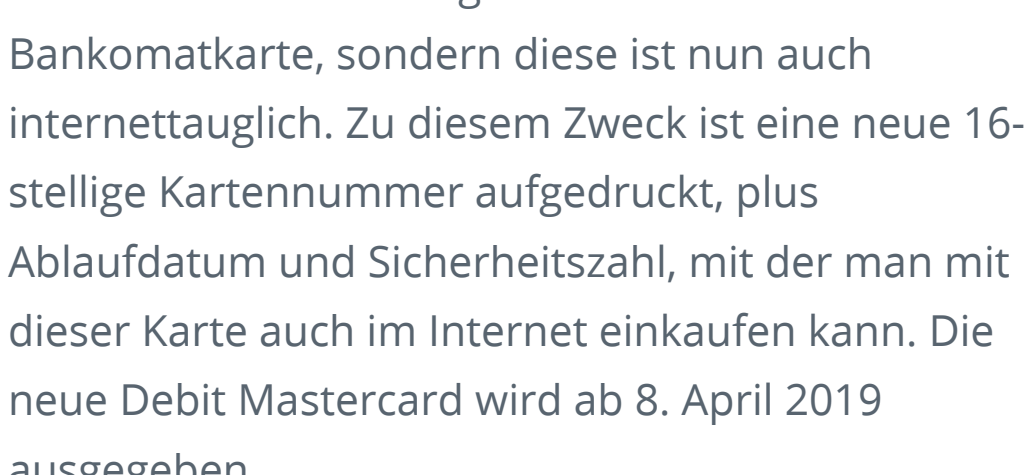 Bankomatkarte, sondern diese ist nun auch
internettauglich. Zu diesem Zweck ist eine neue 16-
stellige Kartennummer aufgedruckt, plus
Ablaufdatum und Sicherheitszahl, mit der man mit
dieser Karte auch im Internet einkaufen kann. Die
neue Debit Mastercard wird ab 8. April 2019
ausgegeben